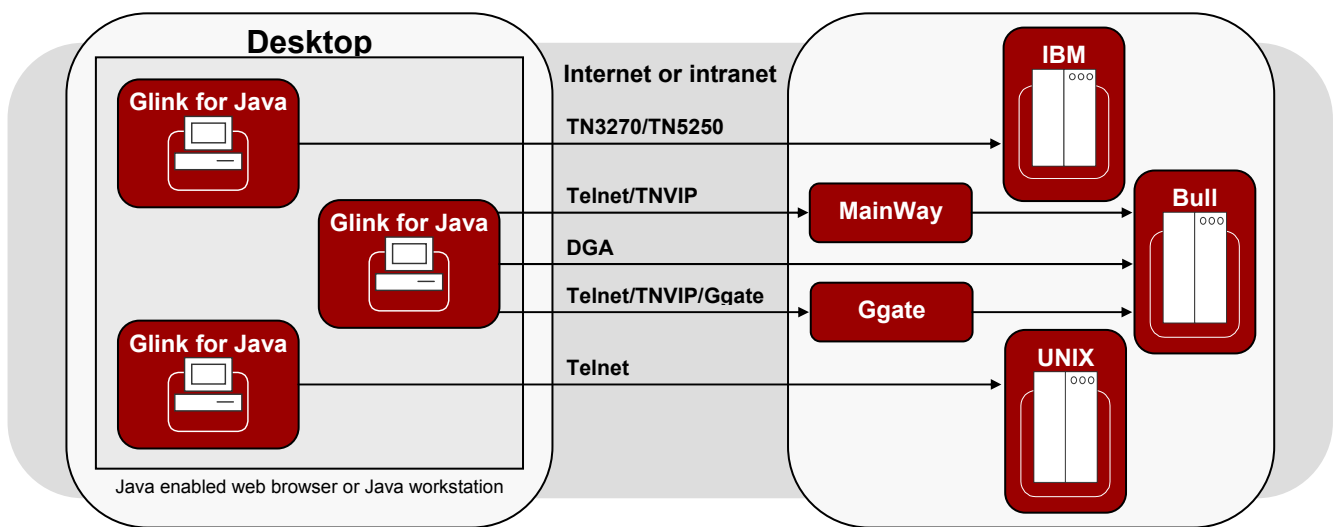 Desktop
Internet or intranet
IBM
Glink for Java
TN3270/TN5250
Telnet/TNVIP
MainWay
Bull
Glink for Java
DGA
Telnet/TNVIP/Ggate
Ggate
Glink for Java
Telnet
UNIX
Java enabled web browser or Java workstation